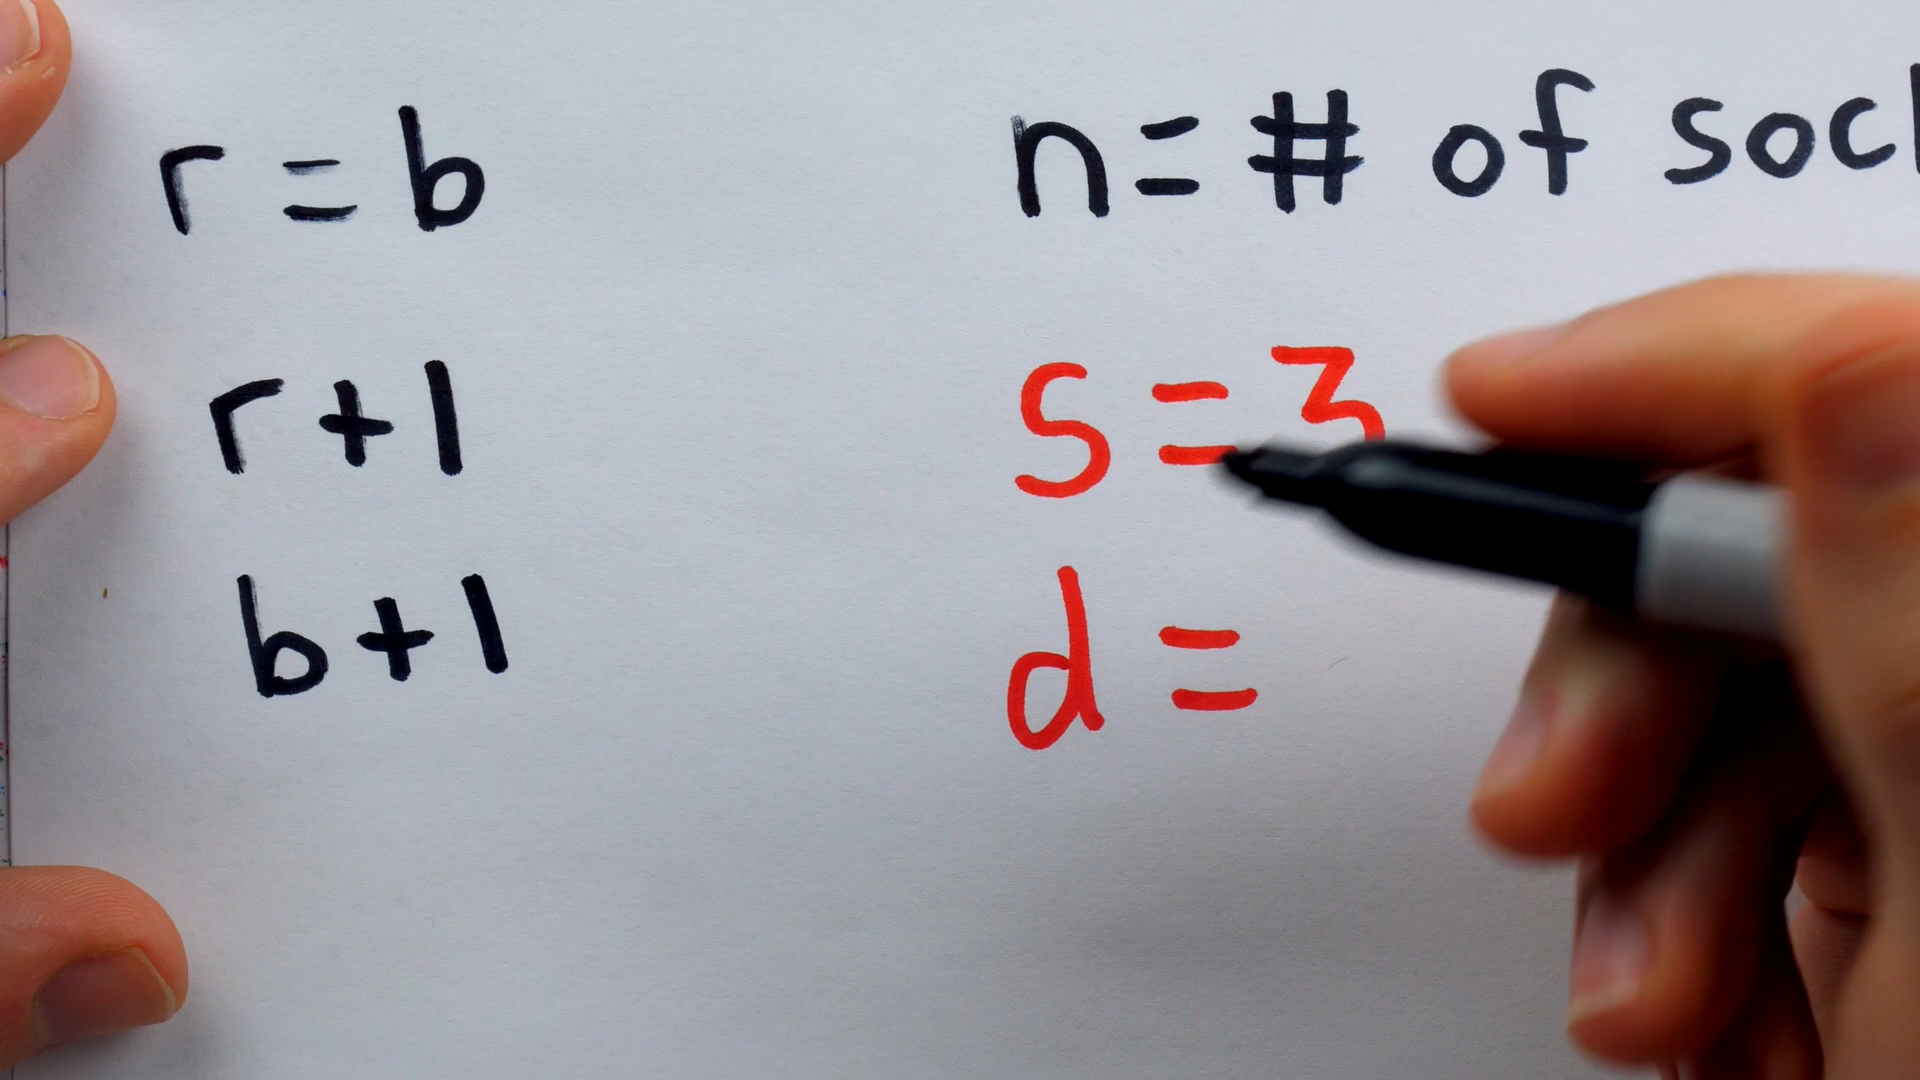 r = b
n = # of soc
s = 3
r + 1
d =
b + 1